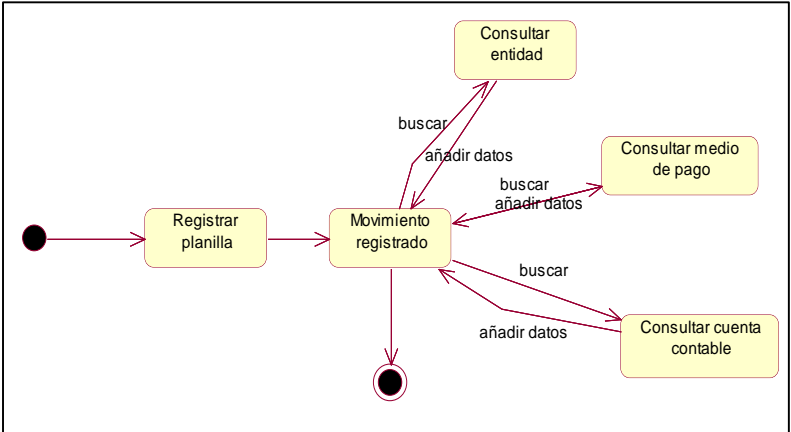 Consultar
entidad
buscar
añadir datos
Consultar medio
de pago
buscar
añadir datos
Registrar
planilla
Movimiento
registrado
buscar
añadir datos
Consultar cuenta
contable